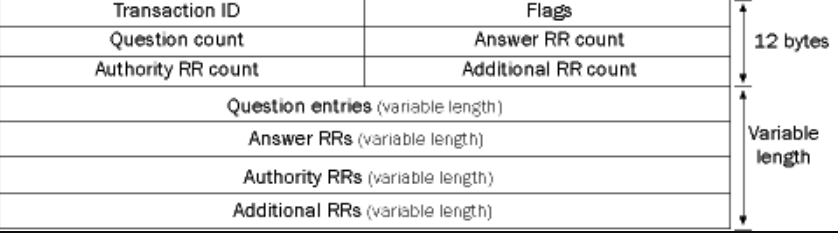 Transaction ID Flags
Question count Answer RR count
12 bytes
Authority RR count Additional RR count
Question entries (variable length)
Answer RRs (variable length)
Variable
length
Authority RRs (variable length)
Additional RRs (variable length)